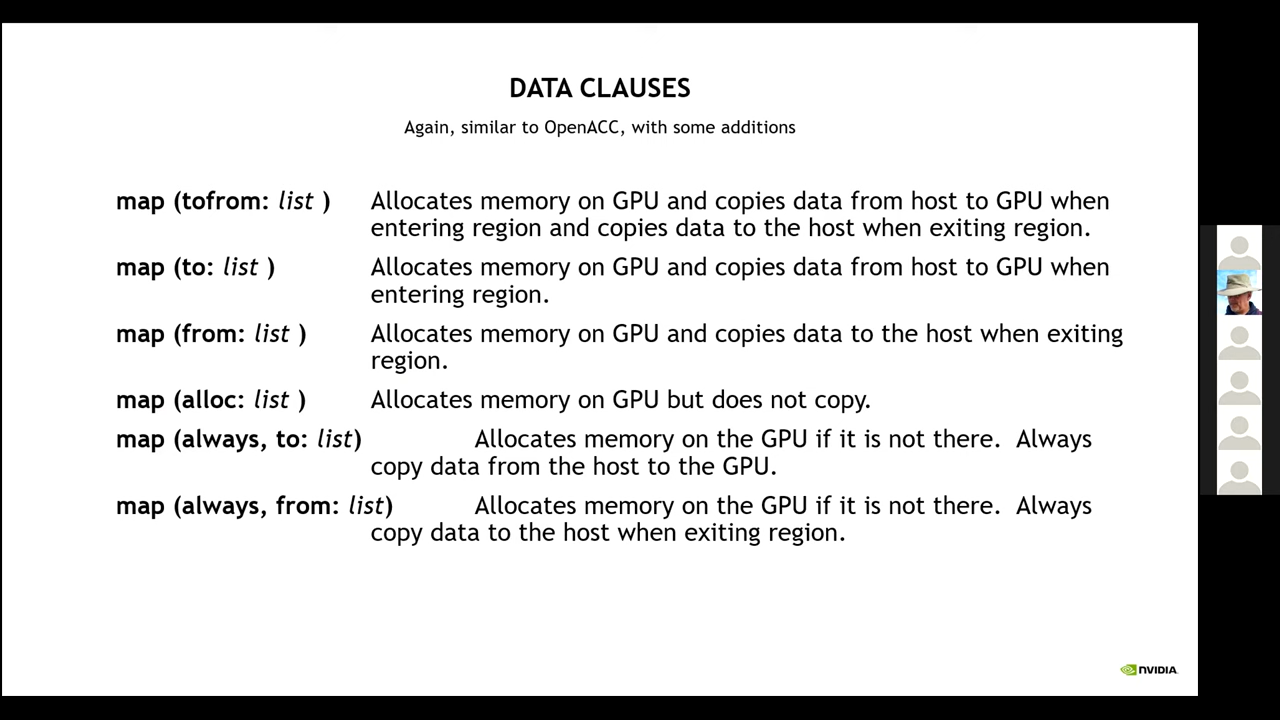 DATA CLAUSES
Again, similar to OpenACC, with some additions
map (tofrom: list ) Allocates memory on GPU and copies data from host to GPU when
entering region and copies data to the host when exiting region.
map (to: list ) Allocates memory on GPU and copies data from host to GPU when
entering region.
map (from: list ) Allocates memory on GPU and copies data to the host when exiting
region.
map (alloc: list ) Allocates memory on GPU but does not copy.
map (always, to: list) Allocates memory on the GPU if it is not there. Always
copy data from the host to the GPU.
map (always, from: list) Allocates memory on the GPU if it is not there. Always
copy data to the host when exiting region.
NVIDIA